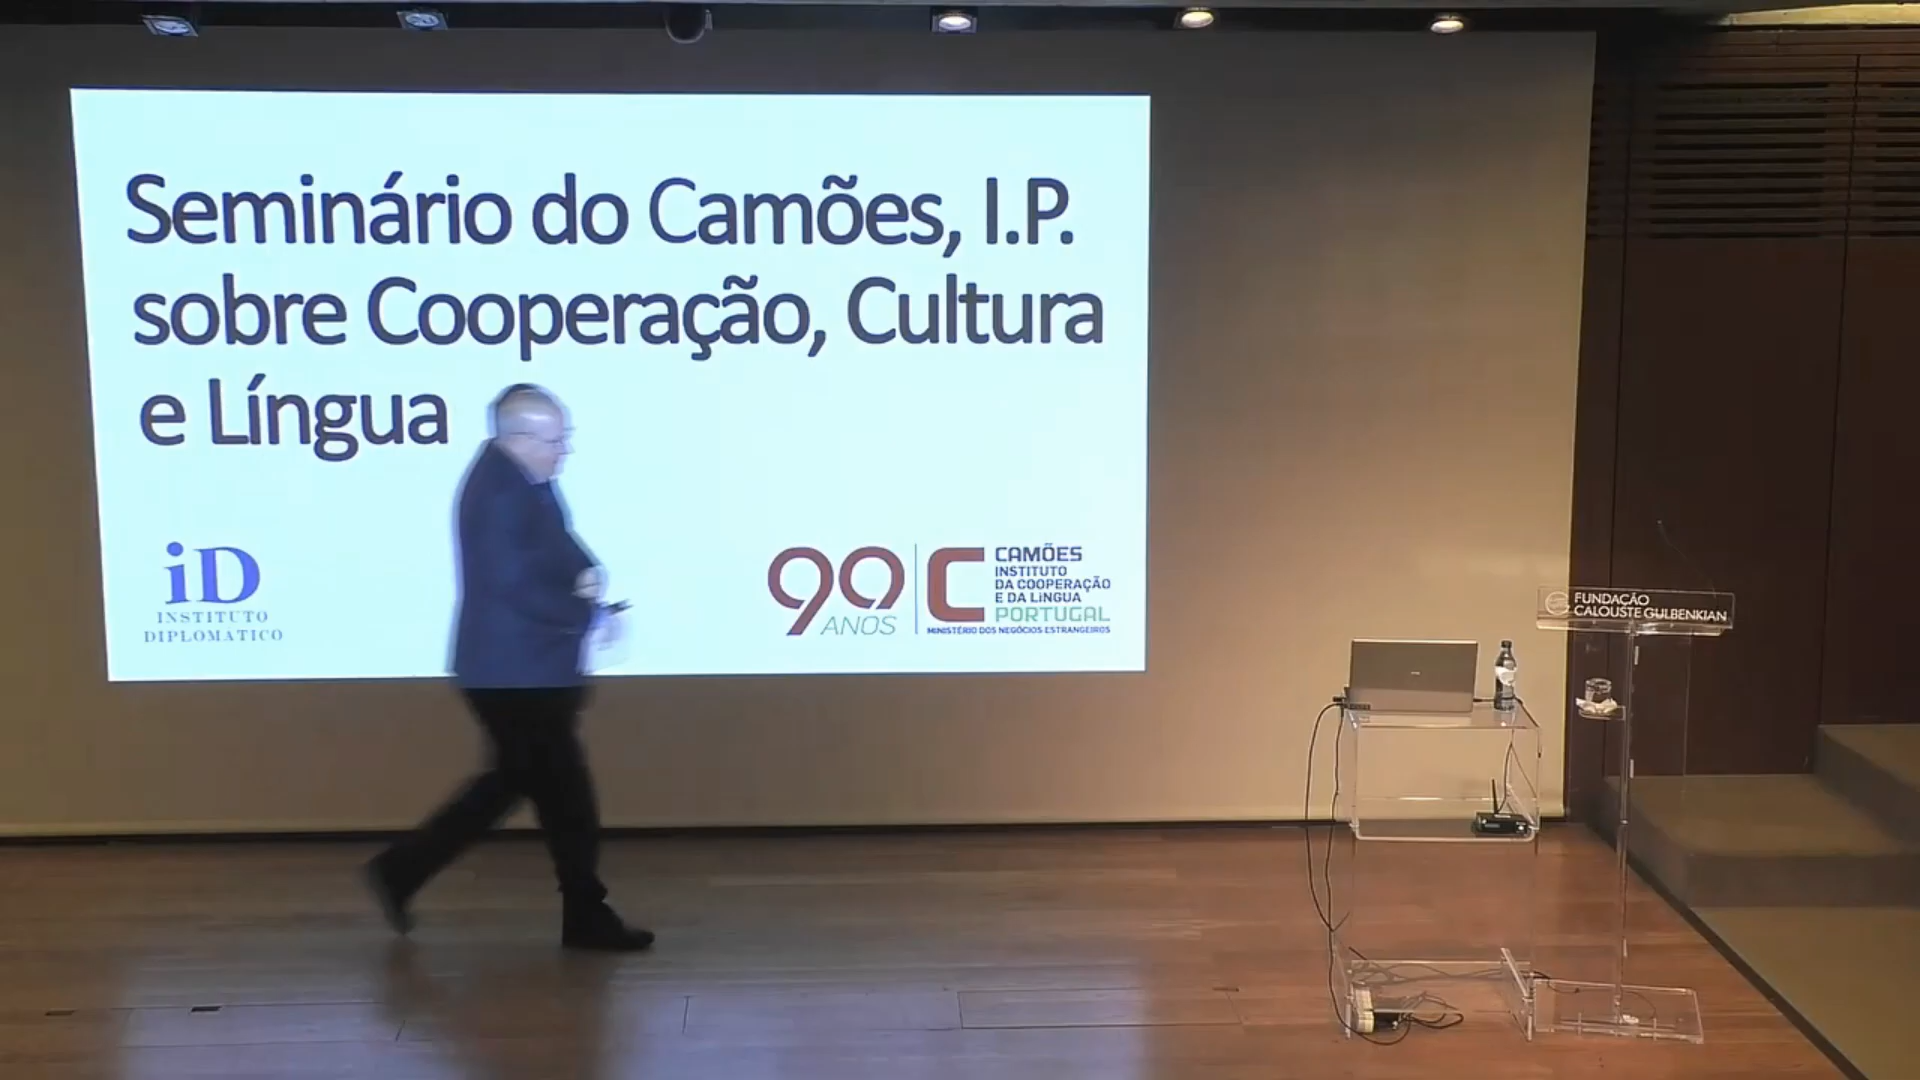 Seminário do Camões, I.P.
sobre Cooperação, Cultura
e Língua
iD
INSTITUTO
DIPLOMATICO
90
ANOS
C
CAMÕES
INSTITUTO
DA COOPERAÇÃO
E DA LÍNGUA
PORTUGAL
MINISTÉRIO DOS NEGÓCIOS ESTRANGEIROS
FUNDAÇÃO
CALOUSTE GULBENKIAN